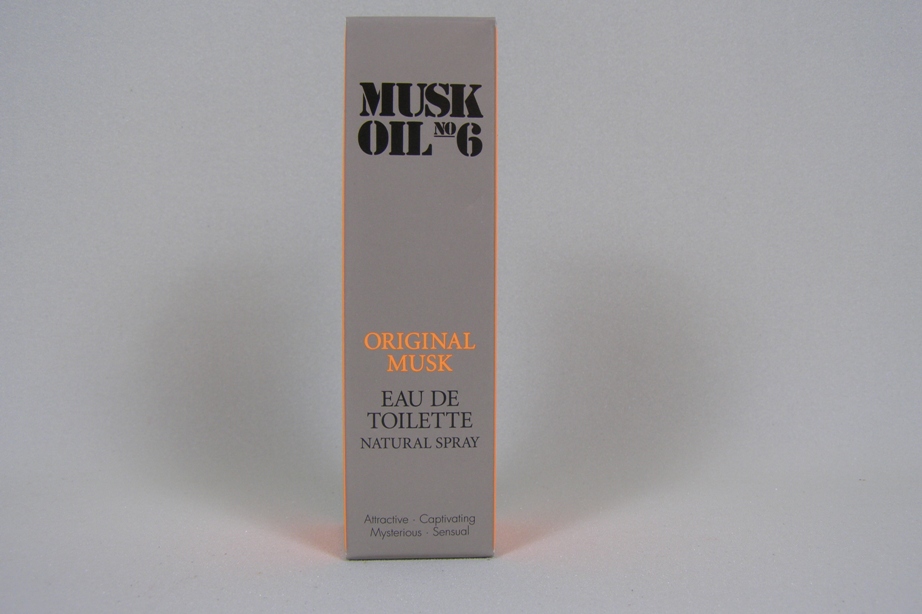 MUSK
OIL NO 6
ORIGINAL
MUSK
EAU DE
TOILETTE
NATURAL SPRAY
Attractive - Captivating
Mysterious - Sensual